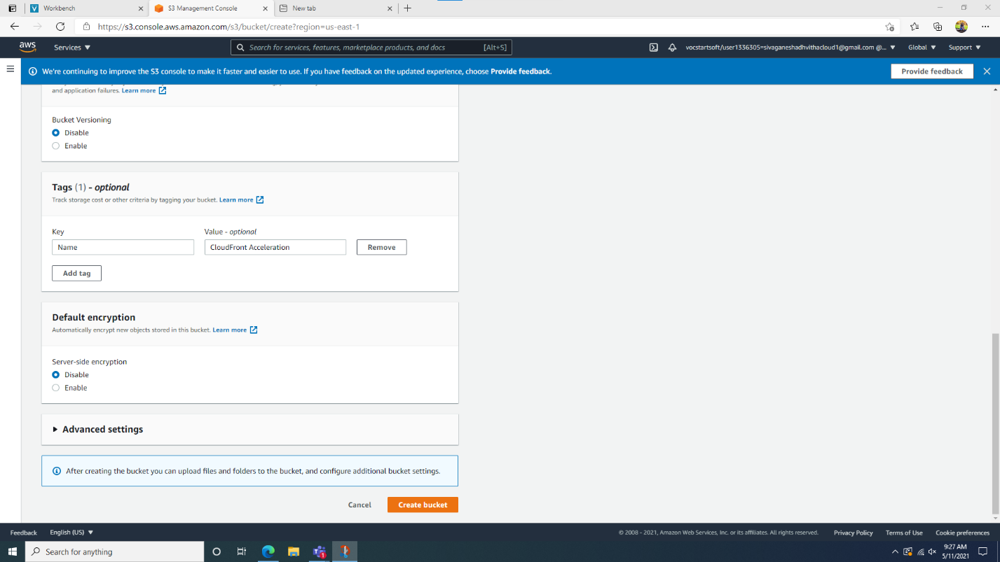 Workbench
S3 Management Console
New tab
https://s3.console.aws.amazon.com/s3/bucket/create?region=us-east-1
aws
Services
Search for services, features, marketplace products, and docs
[Alt+S]
vocstartsoft/user1336305=sivaganeshadhvithacloud1@gmail.com @...
Global
Support
We're continuing to improve the S3 console to make it faster and easier to use. If you have feedback on the updated experience, choose Provide feedback.
Provide feedback
and application failures. Learn more
Bucket Versioning
Disable
Enable
Tags (1) - optional
Track storage cost or other criteria by tagging your bucket. Learn more
Key
Value - optional
Name
CloudFront Acceleration
Remove
Add tag
Default encryption
Automatically encrypt new objects stored in this bucket. Learn more
Server-side encryption
Disable
Enable
Advanced settings
After creating the bucket you can upload files and folders to the bucket, and configure additional bucket settings.
Cancel
Create bucket
Feedback
English (US)
© 2008 - 2021, Amazon Web Services, Inc. or its affiliates. All rights reserved.
Privacy Policy
Terms of Use
Cookie preferences
Search for anything
9:27 AM
5/11/2021